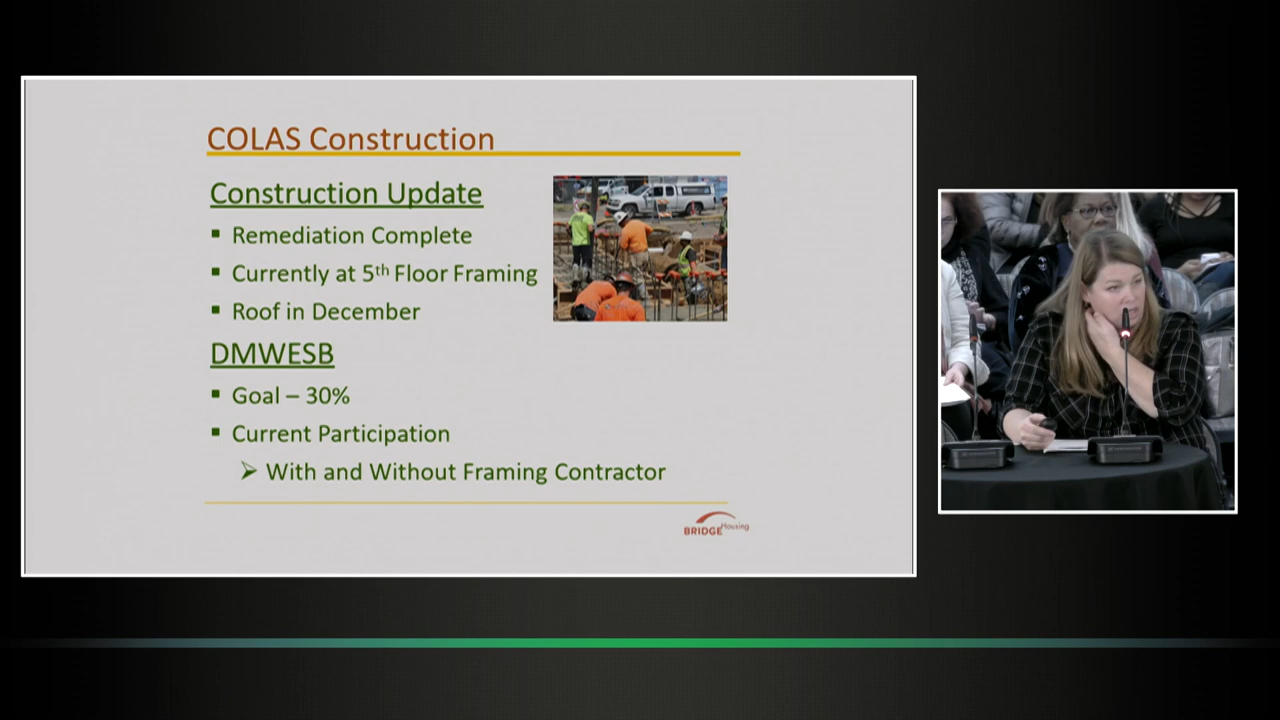 COLAS Construction
Construction Update
▪ Remediation Complete
▪ Currently at 5th Floor Framing
▪ Roof in December
DMWESB
▪ Goal – 30%
▪ Current Participation
➢ With and Without Framing Contractor
BRIDGE Housing